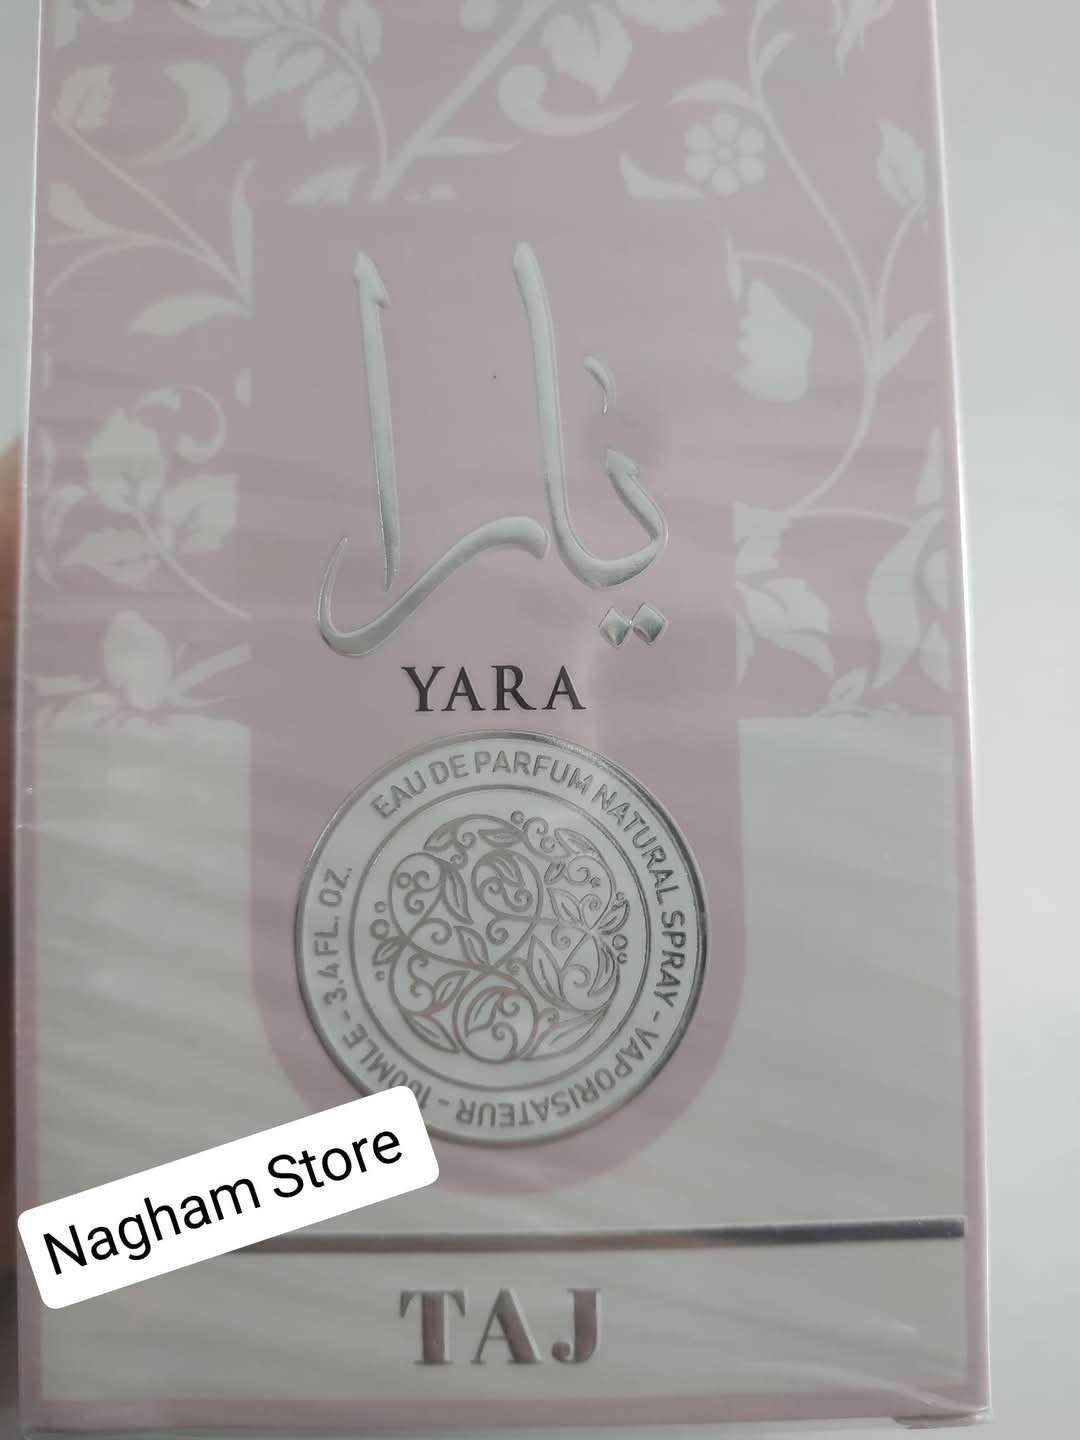 يارا
YARA
EAU DE PARFUM NATURAL SPRAY - VAPORISATEUR - 100MLE - 3.4 FL. OZ.
Nagham Store
TAJ